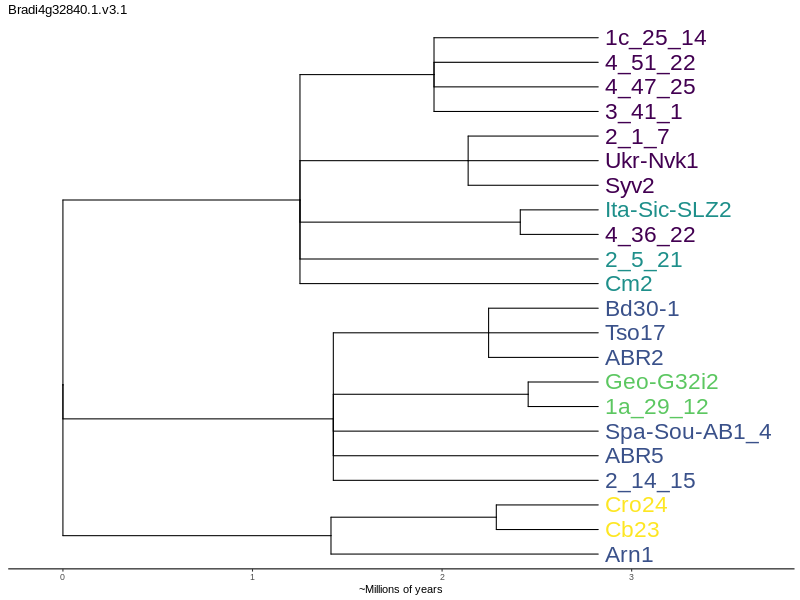 Bradi4g32840.1.v3.1
1c_25_14
4_51_22
4_47_25
3_41_1
2_1_7
Ukr-Nvk1
Syv2
Ita-Sic-SLZ2
4_36_22
2_5_21
Cm2
Bd30-1
Tso17
ABR2
Geo-G32i2
1a_29_12
Spa-Sou-AB1_4
ABR5
2_14_15
Cro24
Cb23
Arn1
0 1 2 3
~Millions of years